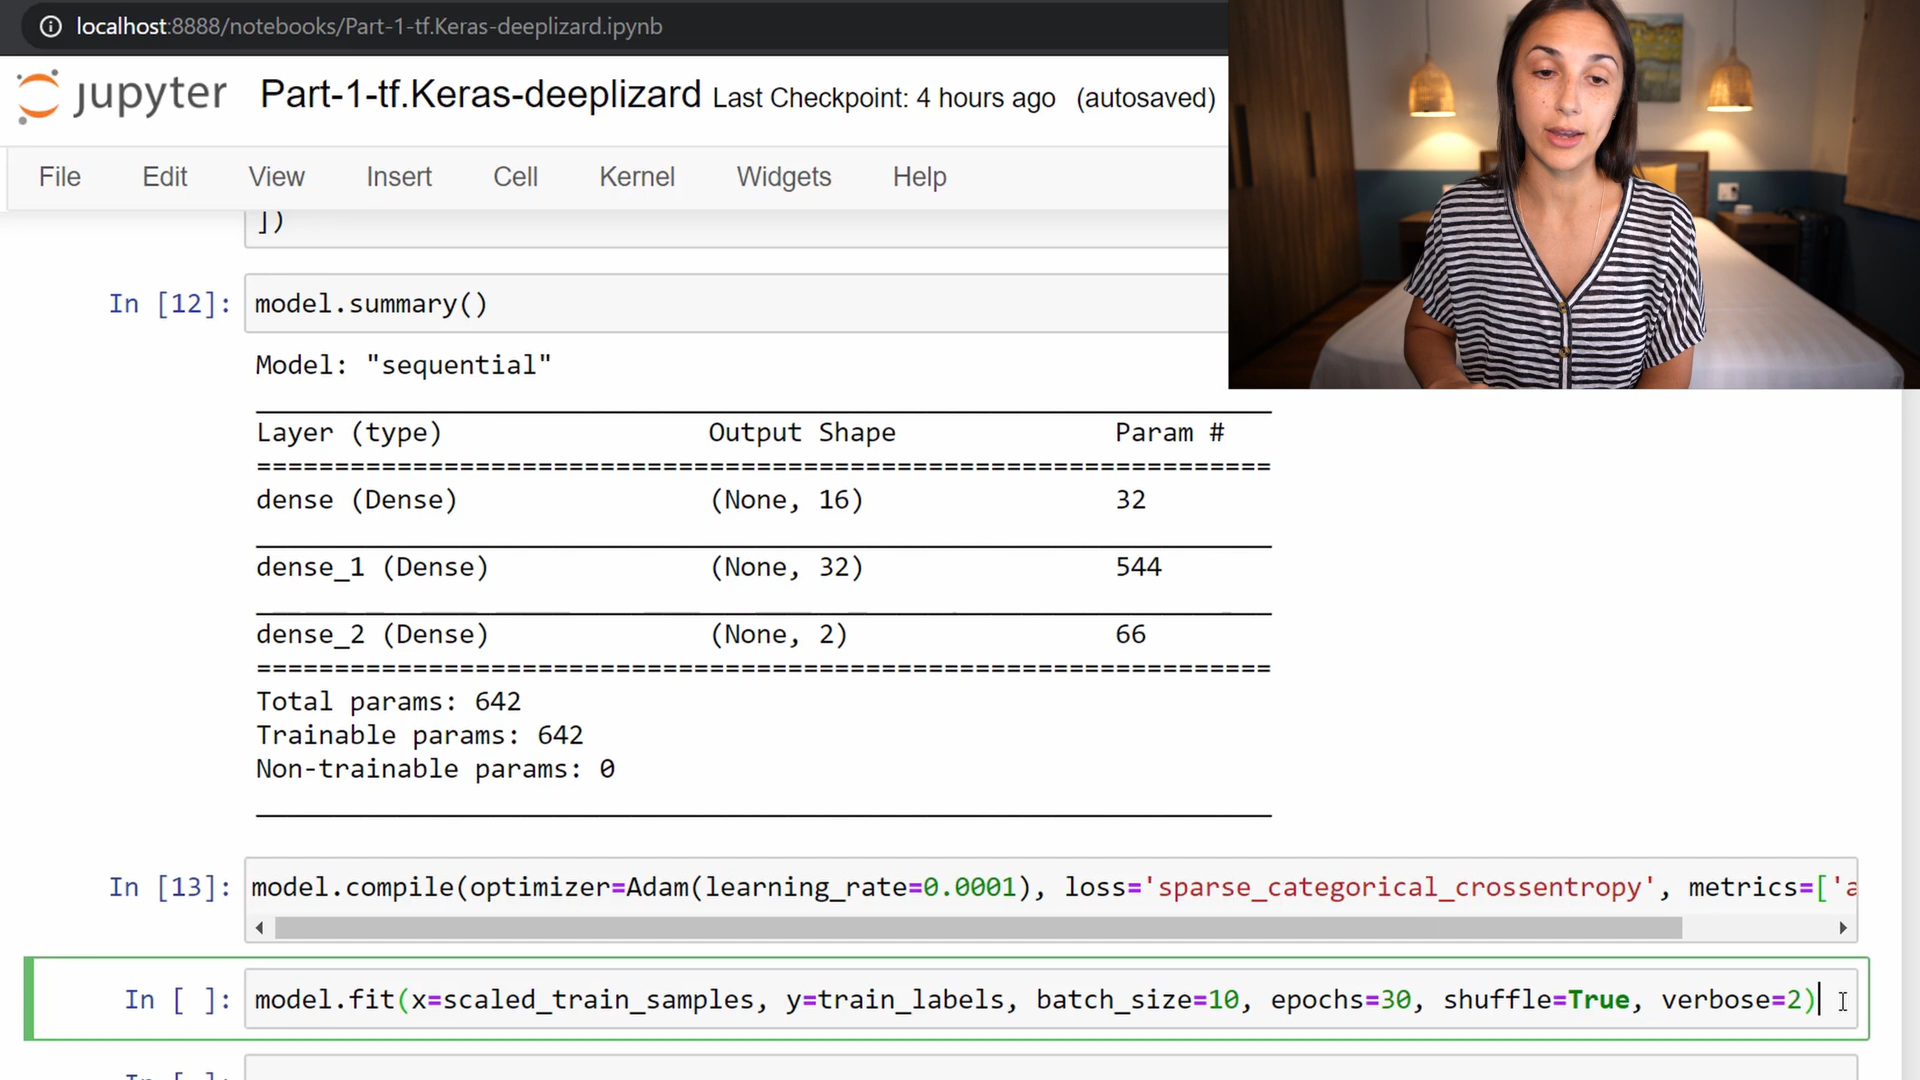 localhost:8888/notebooks/Part-1-tf.Keras-deeplizard.ipynb
jupyter Part-1-tf.Keras-deeplizard Last Checkpoint: 4 hours ago (autosaved)
File Edit View Insert Cell Kernel Widgets Help
])
In [12]: model.summary()
Model: "sequential"
Layer (type) Output Shape Param #
=================================================================
dense (Dense) (None, 16) 32
dense_1 (Dense) (None, 32) 544
dense_2 (Dense) (None, 2) 66
=================================================================
Total params: 642
Trainable params: 642
Non-trainable params: 0
In [13]: model.compile(optimizer=Adam(learning_rate=0.0001), loss='sparse_categorical_crossentropy', metrics=['a
In [ ]: model.fit(x=scaled_train_samples, y=train_labels, batch_size=10, epochs=30, shuffle=True, verbose=2)
In [ ]: